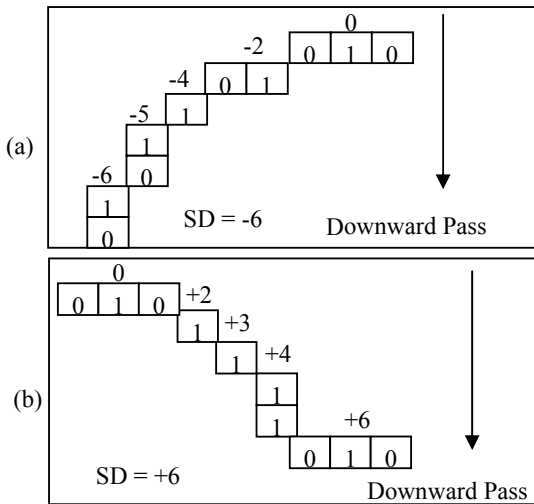 (a)
0
-2
0 1 0
-4
0 1
-5
1
1
-6
0
1
SD = -6
Downward Pass
0
(b)
0
+2
0 1 0
+3
1
+4
1
1
1
+6
0 1 0
SD = +6
Downward Pass